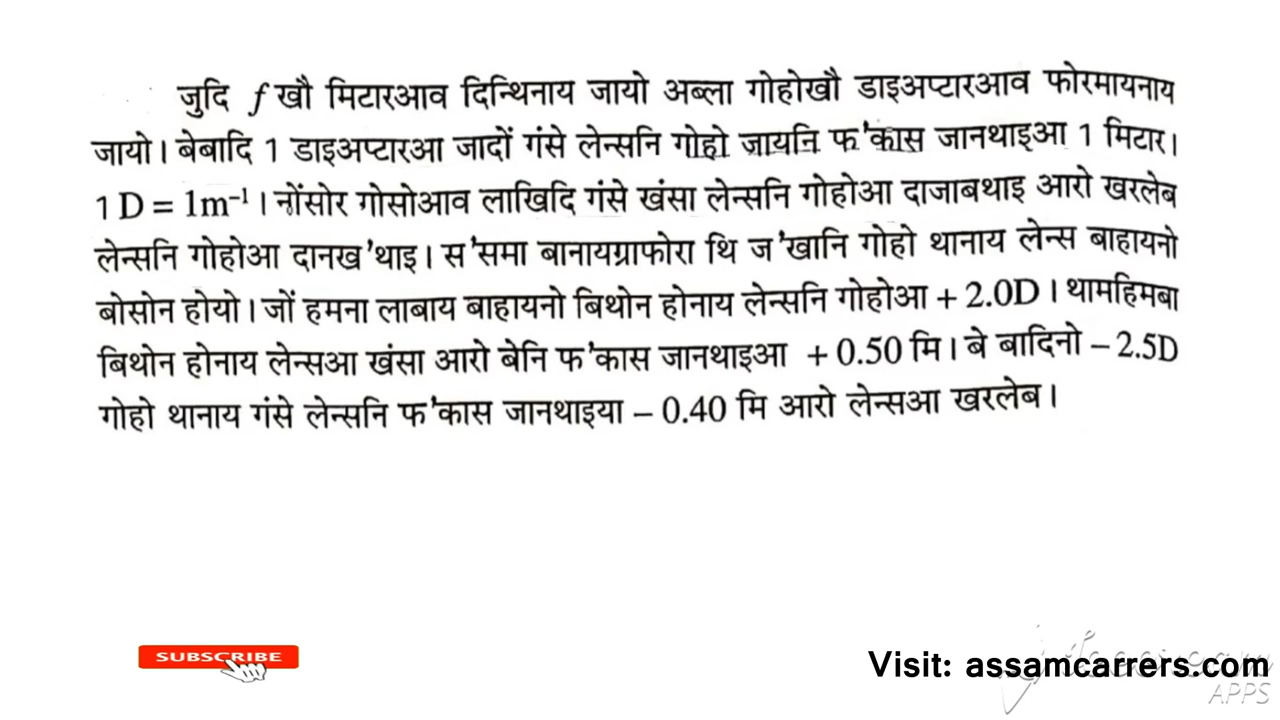 जुदि f खौ मिटारआव दिन्थिनाय जायो अब्ला गोहोखौ डाइअप्टारआव फोरमायनाय
जायो। बेबादि 1 डाइअप्टारआ जादों गंसे लेन्सनि गोहो जायनि फ'कास जानथाइआ 1 मिटार।
1 D = 1m⁻¹। नोंसोर गोसोआव लाखिदि गंसे खंसा लेन्सनि गोहोआ दाजाबथाइ आरो खरलेब
लेन्सनि गोहोआ दानख'थाइ। स'समा बानायग्राफोरा थि ज'खानि गोहो थानाय लेन्स बाहायनो
बोसोन होयो। जों हमना लाबाय बाहायनो बिथोन होनाय लेन्सनि गोहोआ + 2.0D। थामहिमबा
बिथोन होनाय लेन्सआ खंसा आरो बेनि फ'कास जानथाइआ + 0.50 मि। बे बादिनो – 2.5D
गोहो थानाय गंसे लेन्सनि फ'कास जानथाइया – 0.40 मि आरो लेन्सआ खरलेब।
SUBSCRIBE
Visit: assamcarrers.com
APPS